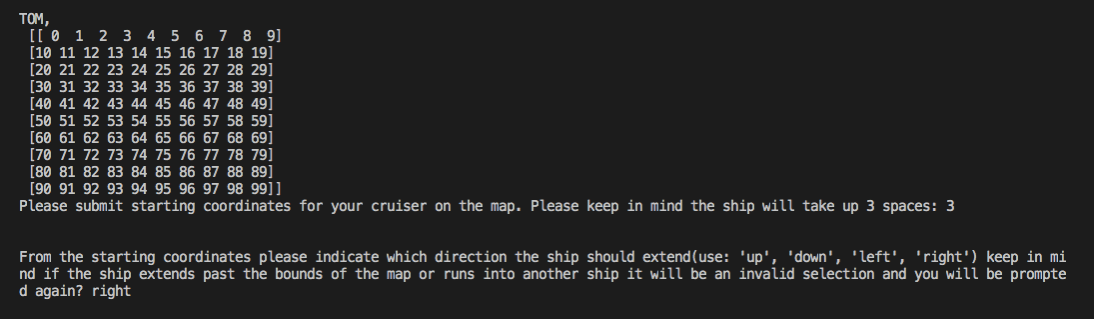 TOM,
[[ 0  1  2  3  4  5  6  7  8  9]
[10 11 12 13 14 15 16 17 18 19]
[20 21 22 23 24 25 26 27 28 29]
[30 31 32 33 34 35 36 37 38 39]
[40 41 42 43 44 45 46 47 48 49]
[50 51 52 53 54 55 56 57 58 59]
[60 61 62 63 64 65 66 67 68 69]
[70 71 72 73 74 75 76 77 78 79]
[80 81 82 83 84 85 86 87 88 89]
[90 91 92 93 94 95 96 97 98 99]]
Please submit starting coordinates for your cruiser on the map. Please keep in mind the ship will take up 3 spaces: 3
From the starting coordinates please indicate which direction the ship should extend(use: 'up', 'down', 'left', 'right') keep in mi
nd if the ship extends past the bounds of the map or runs into another ship it will be an invalid selection and you will be prompte
d again? right